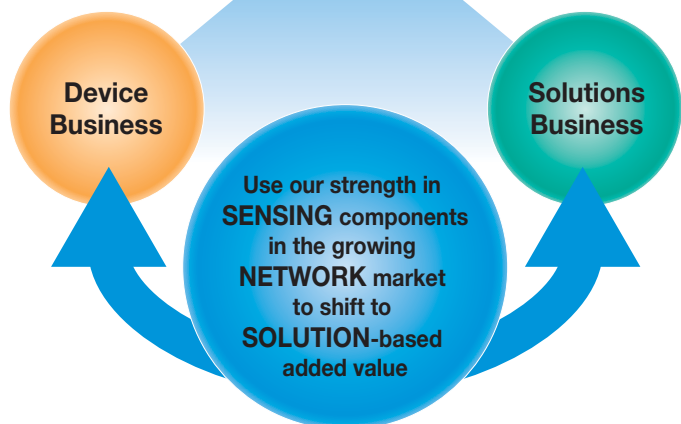 Device
Business
Solutions
Business
Use our strength in
SENSING components
in the growing
NETWORK market
to shift to
SOLUTION-based
added value